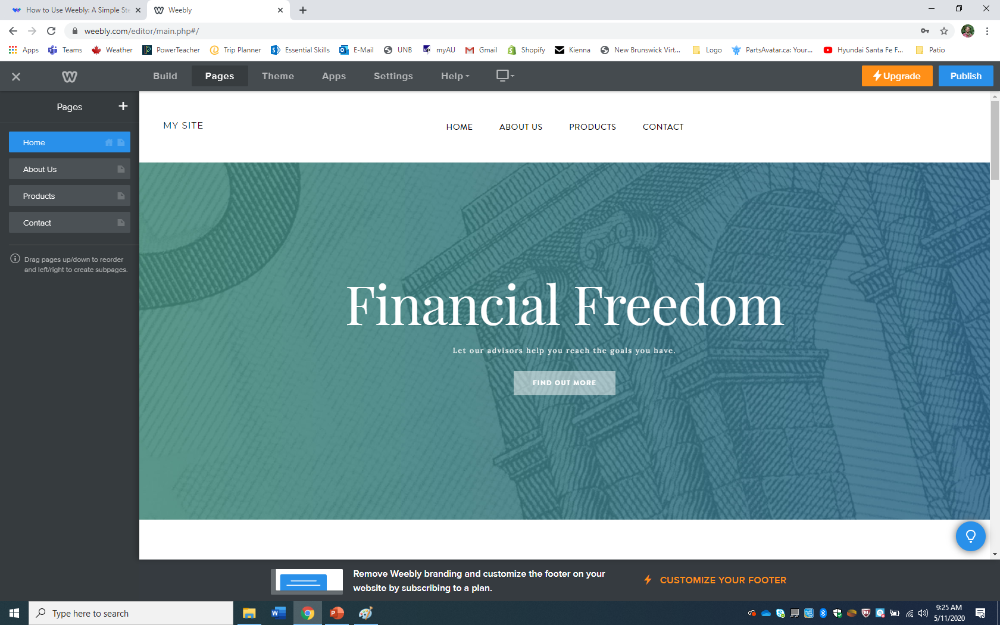 How to Use Weebly: A Simple Ste
Weebly
weebly.com/editor/main.php#/
Apps
Teams
Weather
PowerTeacher
Trip Planner
Essential Skills
E-Mail
UNB
myAU
Gmail
Shopify
Kienna
New Brunswick Virt...
Logo
PartsAvatar.ca: Your...
Hyundai Santa Fe F...
Patio
Build
Pages
Theme
Apps
Settings
Help
Upgrade
Publish
Pages
Home
About Us
Products
Contact
Drag pages up/down to reorder
and left/right to create subpages.
MY SITE
HOME
ABOUT US
PRODUCTS
CONTACT
Financial Freedom
Let our advisors help you reach the goals you have.
FIND OUT MORE
Remove Weebly branding and customize the footer on your
website by subscribing to a plan.
CUSTOMIZE YOUR FOOTER
Type here to search
9:25 AM
5/11/2020